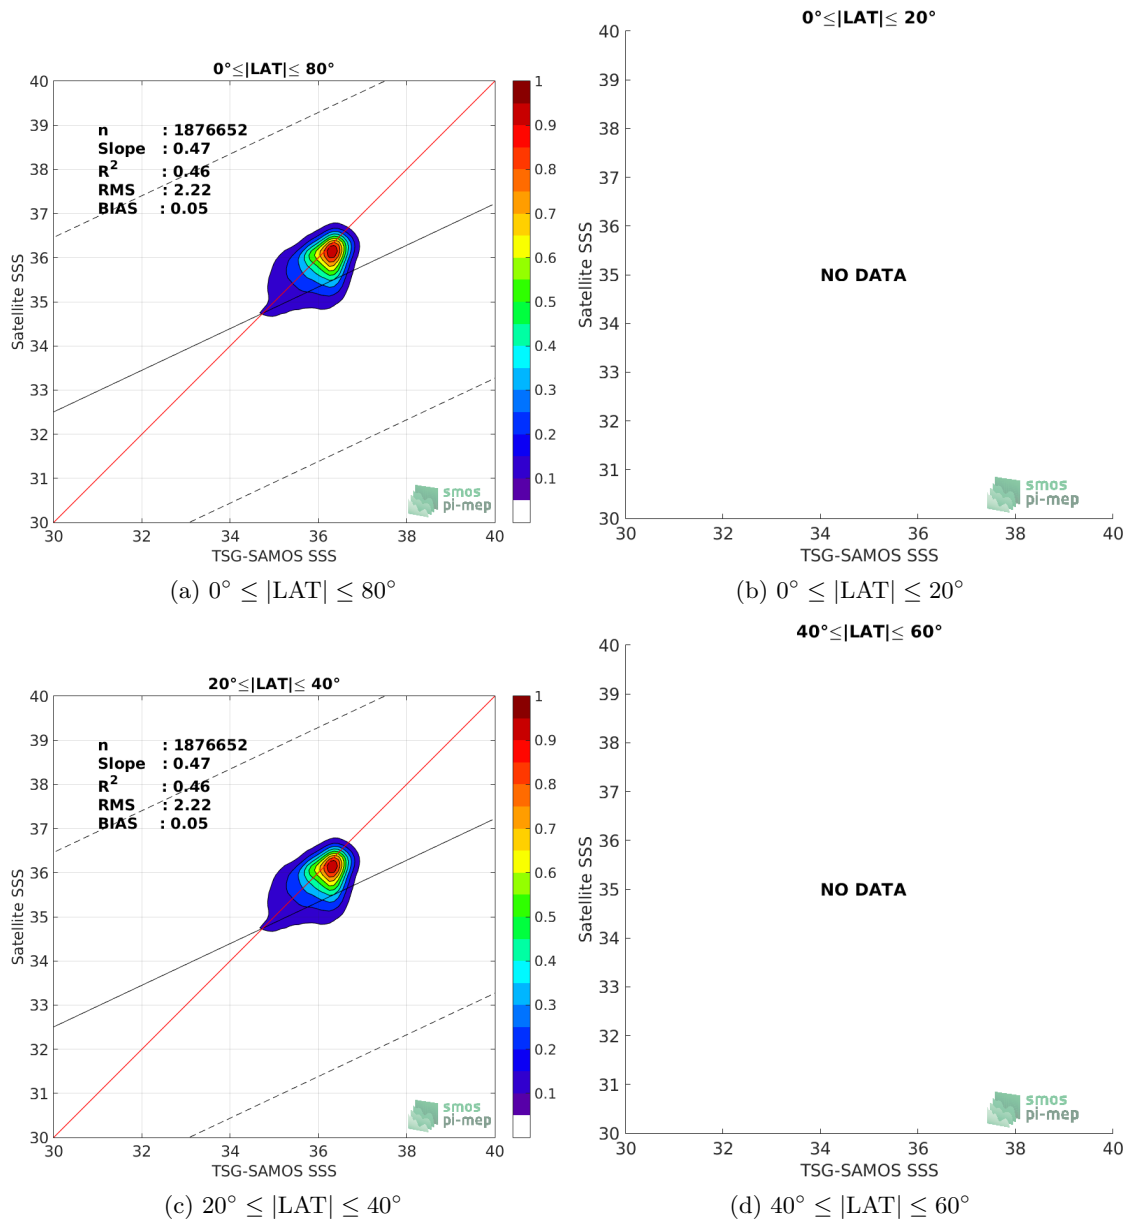 0°≤|LAT|≤ 80°
40
39
38
37
36
35
34
33
32
31
30
n : 1876652
Slope : 0.47
R2 : 0.46
RMS : 2.22
BIAS : 0.05
Satellite SSS
30 32 34 36 38 40
TSG-SAMOS SSS
smos
pi-mep
1
0.9
0.8
0.7
0.6
0.5
0.4
0.3
0.2
0.1
(a) 0° ≤ |LAT| ≤ 80°
0°≤|LAT|≤ 20°
40
39
38
37
36
35
34
33
32
31
30
Satellite SSS
NO DATA
smos
pi-mep
30 32 34 36 38 40
TSG-SAMOS SSS
(b) 0° ≤ |LAT| ≤ 20°
20°≤|LAT|≤ 40°
40
39
38
37
36
35
34
33
32
31
30
n : 1876652
Slope : 0.47
R2 : 0.46
RMS : 2.22
BIAS : 0.05
Satellite SSS
30 32 34 36 38 40
TSG-SAMOS SSS
smos
pi-mep
1
0.9
0.8
0.7
0.6
0.5
0.4
0.3
0.2
0.1
(c) 20° ≤ |LAT| ≤ 40°
40°≤|LAT|≤ 60°
40
39
38
37
36
35
34
33
32
31
30
Satellite SSS
NO DATA
smos
pi-mep
30 32 34 36 38 40
TSG-SAMOS SSS
(d) 40° ≤ |LAT| ≤ 60°